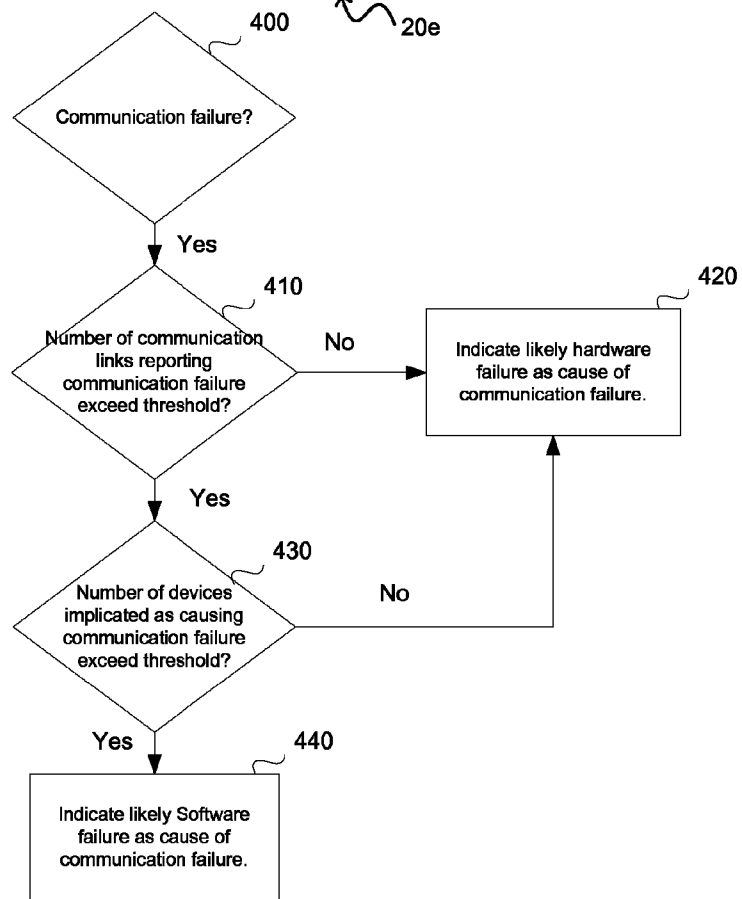 20e
400
Communication failure?
Yes
410
Number of communication
links reporting
communication failure
exceed threshold?
No
420
Indicate likely hardware
failure as cause of
communication failure.
Yes
430
Number of devices
implicated as causing
communication failure
exceed threshold?
No
Yes
440
Indicate likely Software
failure as cause of
communication failure.